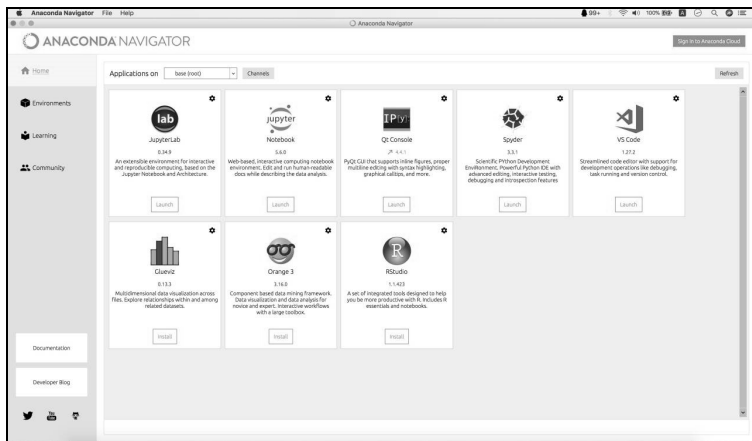 Anaconda Navigator File Help
99+ 100%
Anaconda Navigator
ANACONDA NAVIGATOR
Sign in to Anaconda Cloud
Home
Applications on base (root) Channels
Refresh
Environments
Learning
Community
lab
JupyterLab
0.34.9
An extensible environment for interactive
and reproducible computing, based on the
Jupyter Notebook and Architecture.
Launch
jupyter
Notebook
5.6.0
Web-based, interactive computing notebook
environment. Edit and run human-readable
docs while describing the data analysis.
Launch
IP[y]:
Qt Console
4.4.1
PyQt GUI that supports inline figures, proper
multiline editing with syntax highlighting,
graphical calltips, and more.
Launch
Spyder
3.3.1
Scientific PYthon Development
EnviRonment. Powerful Python IDE with
advanced editing, interactive testing,
debugging and introspection features
Launch
VS Code
1.27.2
Streamlined code editor with support for
development operations like debugging,
task running and version control.
Launch
Glueviz
0.13.3
Multidimensional data visualization across
files. Explore relationships within and among
related datasets.
Install
Orange 3
3.16.0
Component based data mining framework.
Data visualization and data analysis for
novice and expert. Interactive workflows
with a large toolbox.
Install
R
RStudio
1.1.423
A set of integrated tools designed to help
you be more productive with R. Includes R
essentials and notebooks.
Install
Documentation
Developer Blog
You
Tube